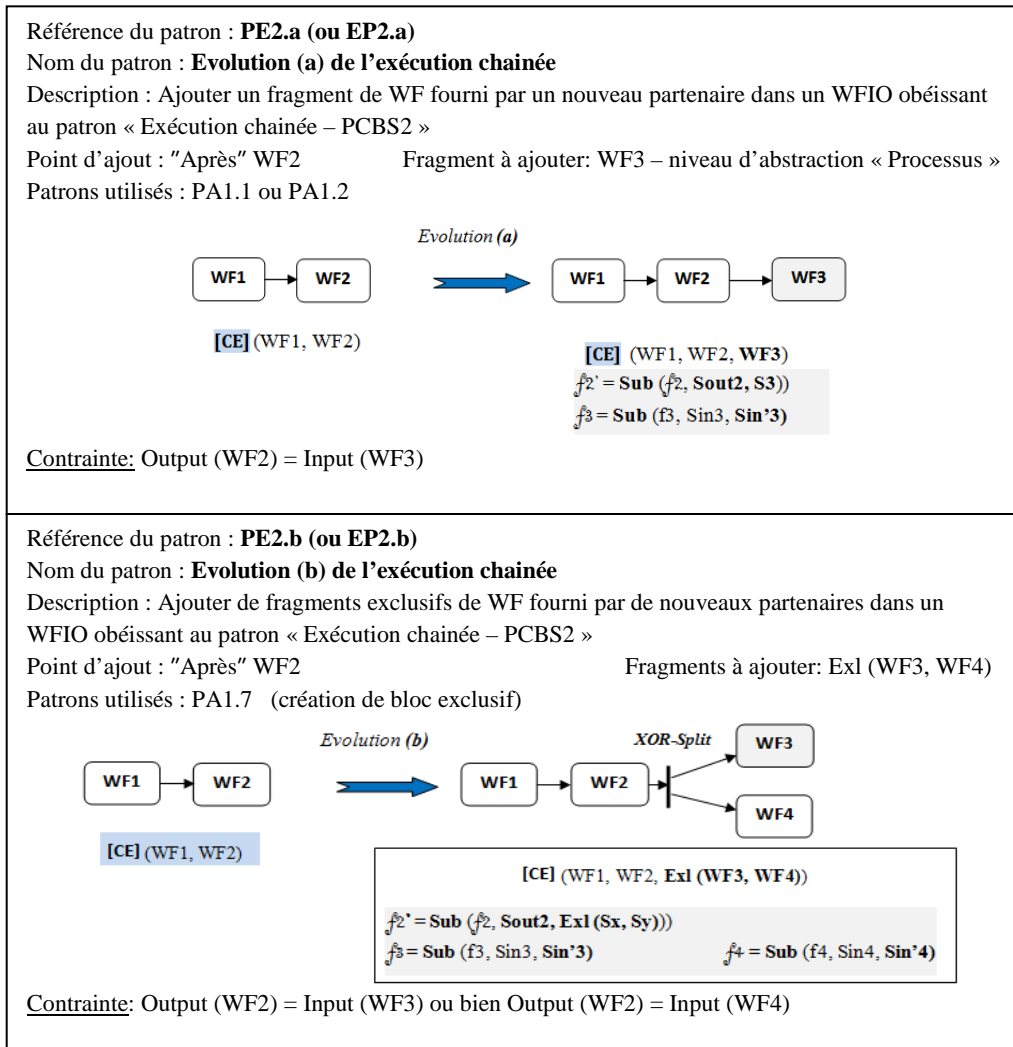 Référence du patron : PE2.a (ou EP2.a)
Nom du patron : Evolution (a) de l’exécution chainée
Description : Ajouter un fragment de WF fourni par un nouveau partenaire dans un WFIO obéissant
au patron « Exécution chainée – PCBS2 »
Point d’ajout : ″Après″ WF2 Fragment à ajouter: WF3 – niveau d’abstraction « Processus »
Patrons utilisés : PA1.1 ou PA1.2
Evolution (a)
WF1 WF2 WF1 WF2 WF3
[CE] (WF1, WF2)
[CE] (WF1, WF2, WF3)
f2' = Sub (f2, Sout2, S3))
f3 = Sub (f3, Sin3, Sin’3)
Contrainte: Output (WF2) = Input (WF3)
Référence du patron : PE2.b (ou EP2.b)
Nom du patron : Evolution (b) de l’exécution chainée
Description : Ajouter de fragments exclusifs de WF fourni par de nouveaux partenaires dans un
WFIO obéissant au patron « Exécution chainée – PCBS2 »
Point d’ajout : ″Après″ WF2 Fragments à ajouter: Exl (WF3, WF4)
Patrons utilisés : PA1.7 (création de bloc exclusif)
Evolution (b) XOR-Split WF3
WF1 WF2 WF1 WF2
WF4
[CE] (WF1, WF2)
[CE] (WF1, WF2, Exl (WF3, WF4))
f2' = Sub (f2, Sout2, Exl (Sx, Sy)))
f3 = Sub (f3, Sin3, Sin’3) f4 = Sub (f4, Sin4, Sin’4)
Contrainte: Output (WF2) = Input (WF3) ou bien Output (WF2) = Input (WF4)